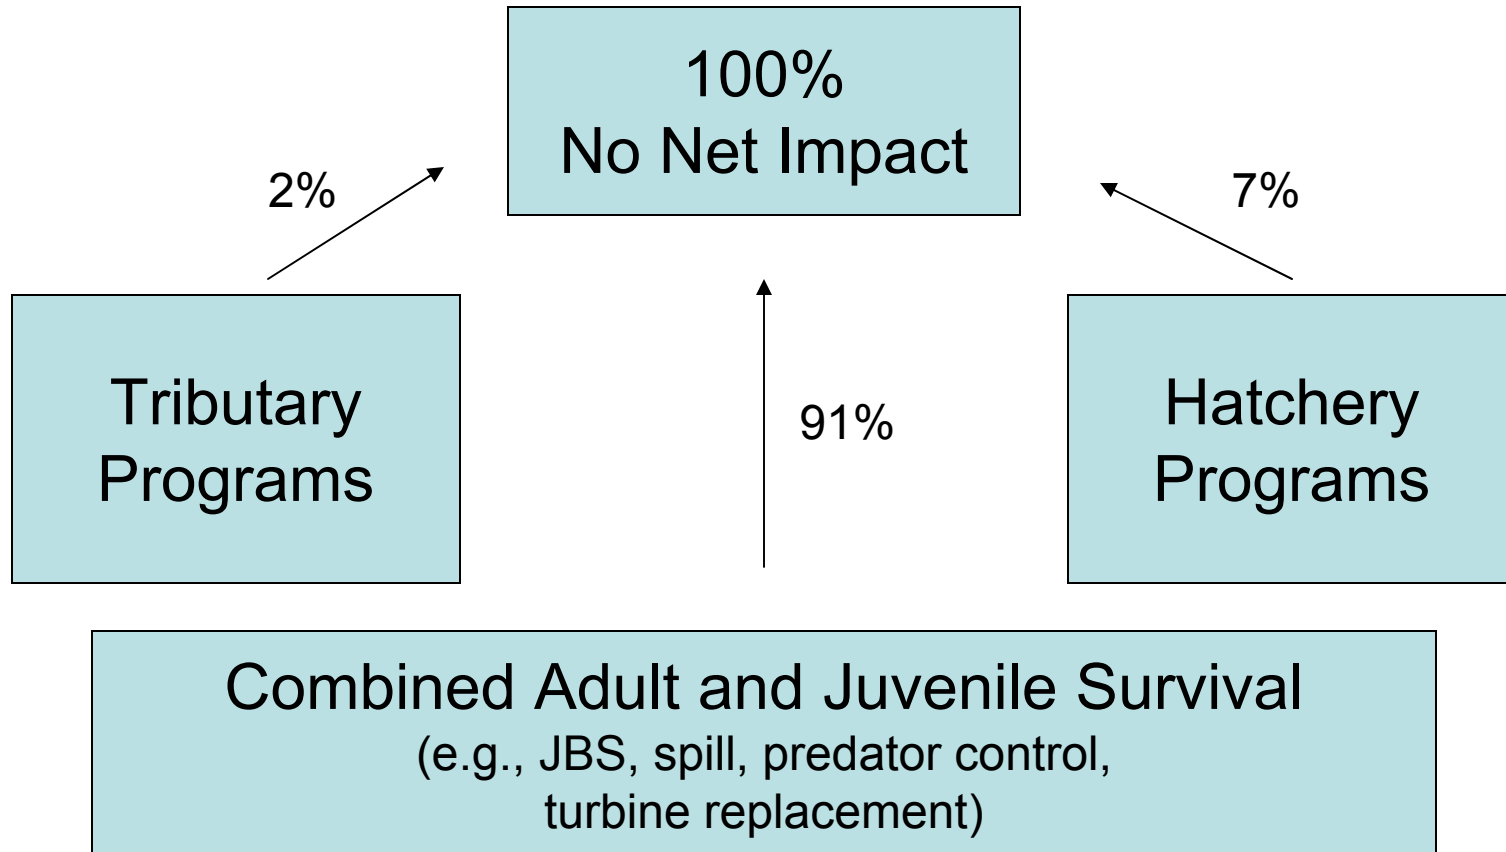 100%
No Net Impact
2%
7%
Tributary
Programs
91%
Hatchery
Programs
Combined Adult and Juvenile Survival
(e.g., JBS, spill, predator control,
turbine replacement)